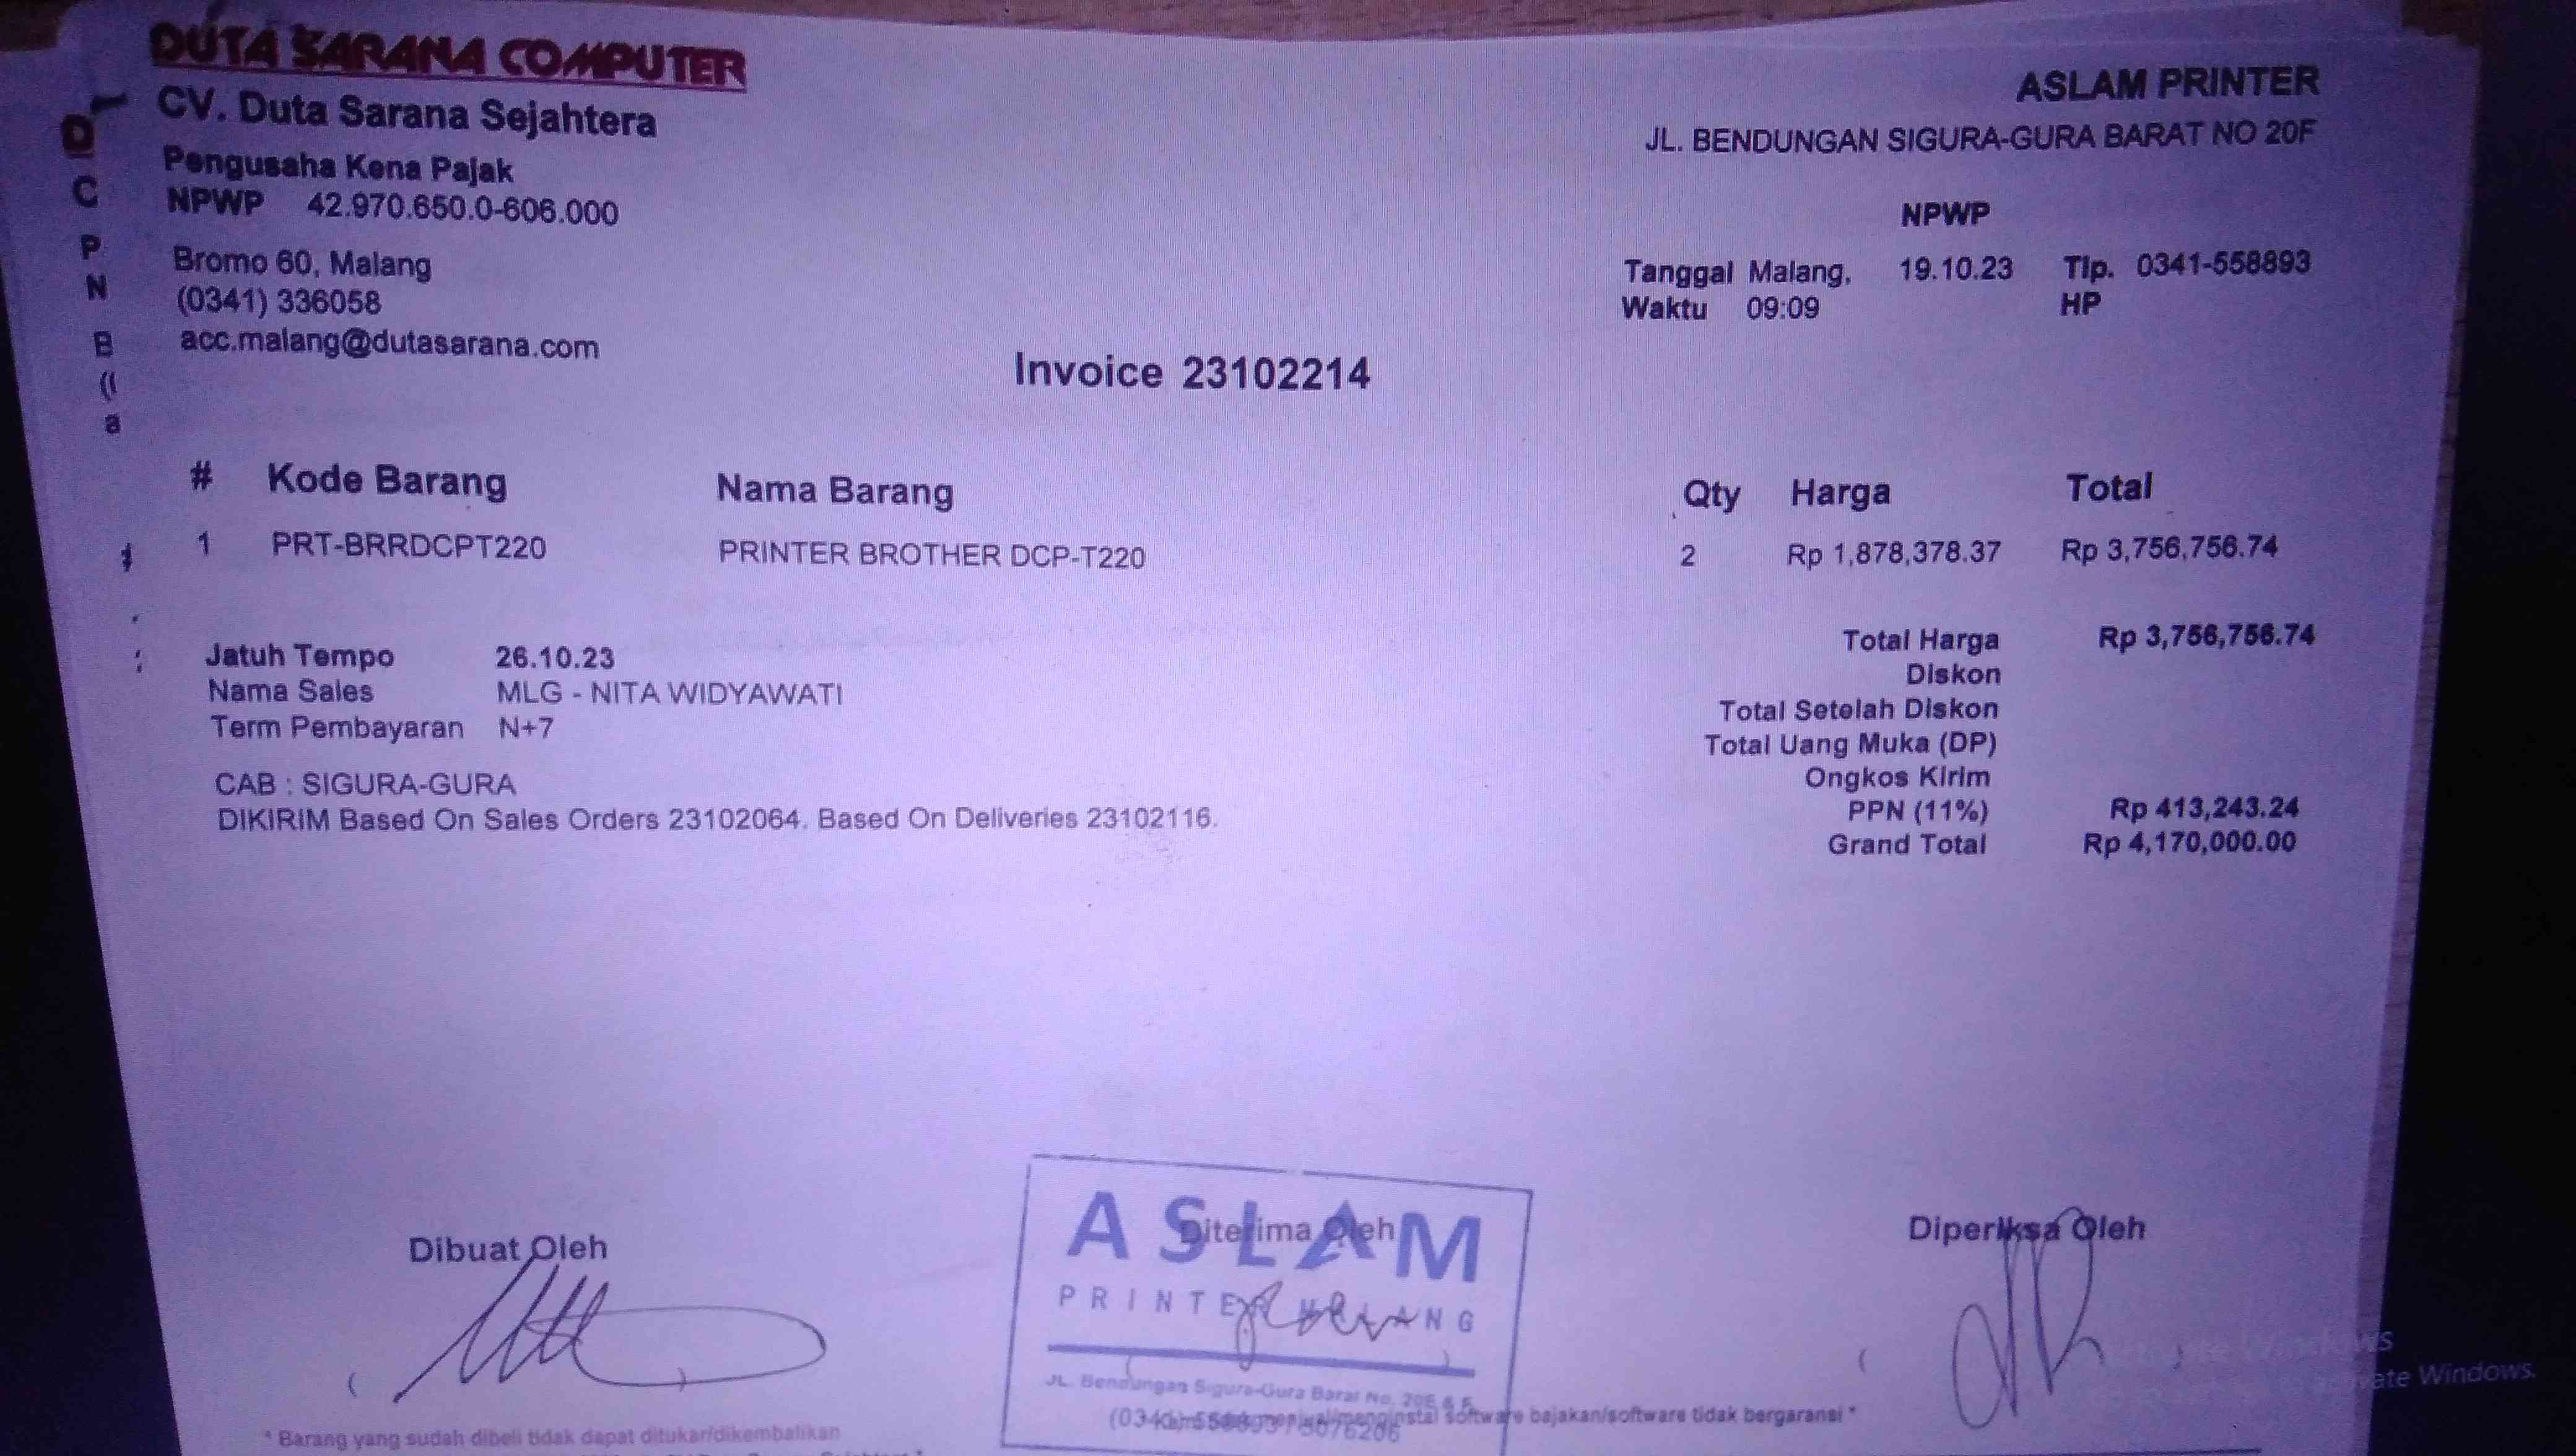 DUTA SARANA COMPUTER
CV. Duta Sarana Sejahtera
Pengusaha Kena Pajak
NPWP 42.970.650.0-606.000
Bromo 60, Malang
(0341) 336058
acc.malang@dutasarana.com
D
C
P
N
B
a
ASLAM PRINTER
JL. BENDUNGAN SIGURA-GURA BARAT NO 20F
NPWP
Tanggal Malang, 19.10.23 Tlp. 0341-558893
Waktu 09:09 HP
Invoice 23102214
# Kode Barang Nama Barang Qty Harga Total
1 PRT-BRRDCPT220 PRINTER BROTHER DCP-T220 2 Rp 1,878,378.37 Rp 3,756,756.74
Jatuh Tempo 26.10.23
Nama Sales MLG - NITA WIDYAWATI
Term Pembayaran N+7
CAB : SIGURA-GURA
DIKIRIM Based On Sales Orders 23102064. Based On Deliveries 23102116.
Total Harga Rp 3,756,756.74
Diskon
Total Setelah Diskon
Total Uang Muka (DP)
Ongkos Kirim
PPN (11%) Rp 413,243.24
Grand Total Rp 4,170,000.00
Dibuat Oleh
Diterima Oleh
Diperiksa Oleh
ASLAM
PRINTER MALANG
JL. Bendungan Sigura-Gura Barat No.
* Barang yang sudah dibeli tidak dapat ditukar/dikembalikan
software bajakan/software tidak bergaransi *
Windows.